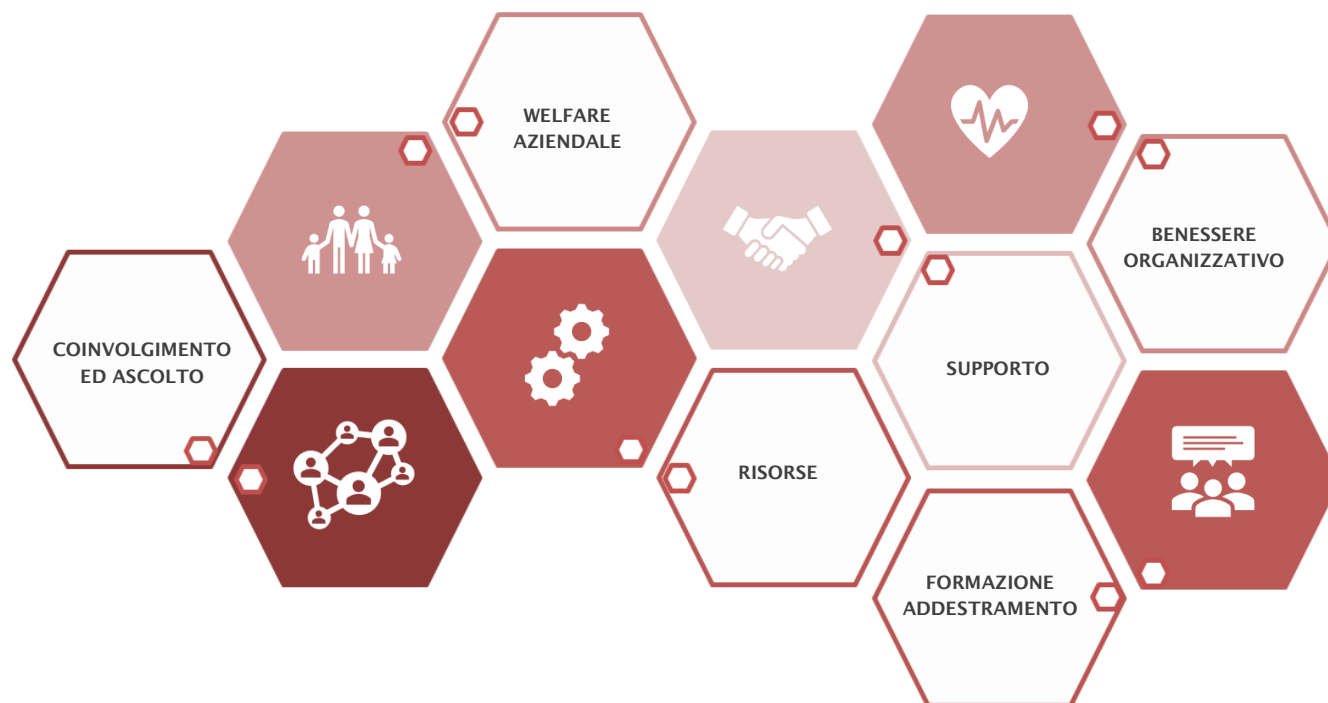 WELFARE
AZIENDALE
BENESSERE
ORGANIZZATIVO
COINVOLGIMENTO
ED ASCOLTO
SUPPORTO
RISORSE
FORMAZIONE
ADDESTRAMENTO